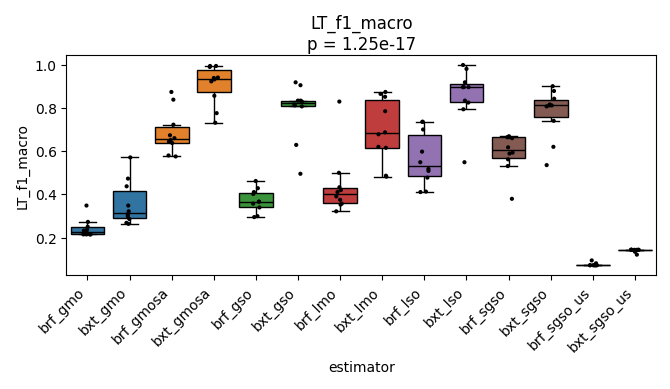 LT_f1_macro
p = 1.25e-17
LT_f1_macro
1.0
0.8
0.6
0.4
0.2
brf_gmo
bxt_gmo
brf_gmosa
bxt_gmosa
brf_gso
bxt_gso
brf_lmo
bxt_lmo
brf_lso
bxt_lso
brf_sgso
bxt_sgso
brf_sgso_us
bxt_sgso_us
estimator